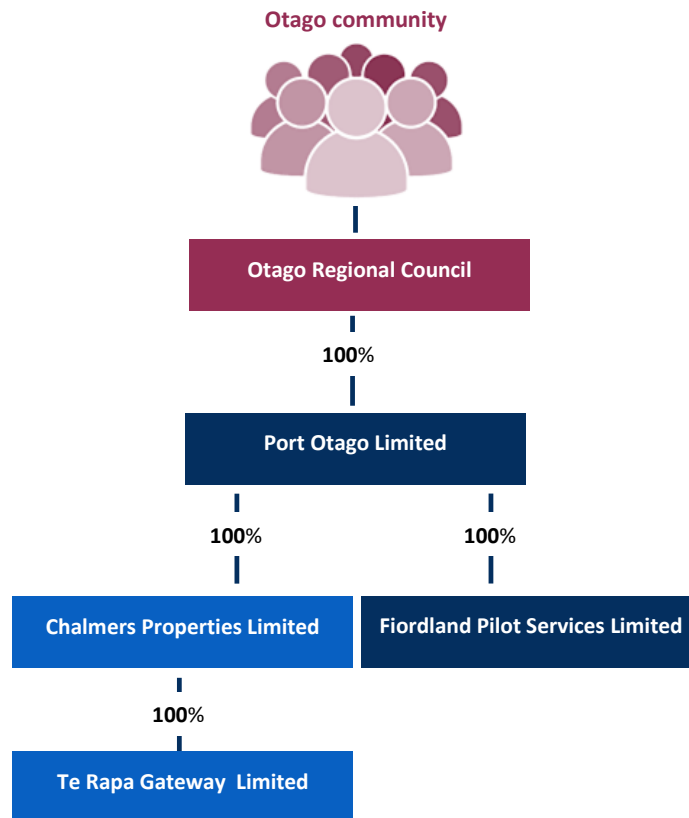 Otago community
Otago Regional Council
100%
Port Otago Limited
100%
100%
Chalmers Properties Limited
Fiordland Pilot Services Limited
100%
Te Rapa Gateway  Limited